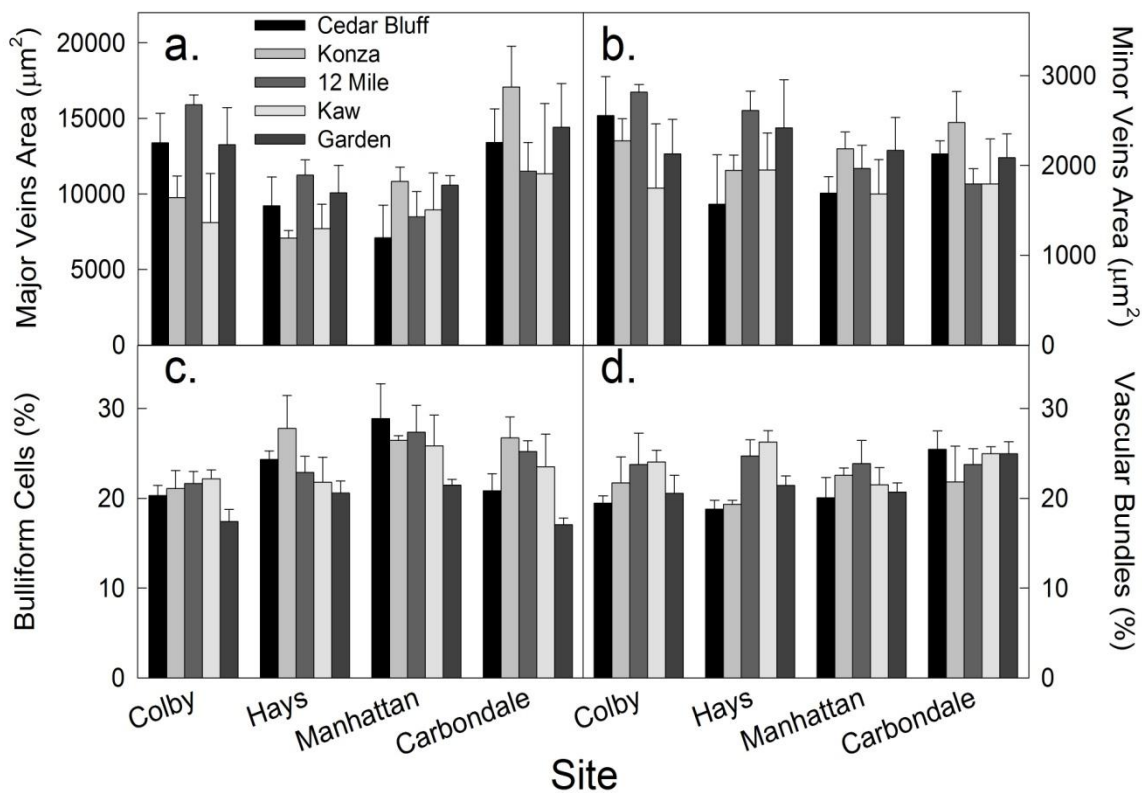 a.
Cedar Bluff
Konza
12 Mile
Kaw
Garden
Major Veins Area (μm²)
20000
15000
10000
5000
0
b.
Minor Veins Area (μm²)
3000
2000
1000
0
c.
Bulliform Cells (%)
30
20
10
0
d.
Vascular Bundles (%)
30
20
10
0
Colby
Hays
Manhattan
Carbondale
Colby
Hays
Manhattan
Carbondale
Site